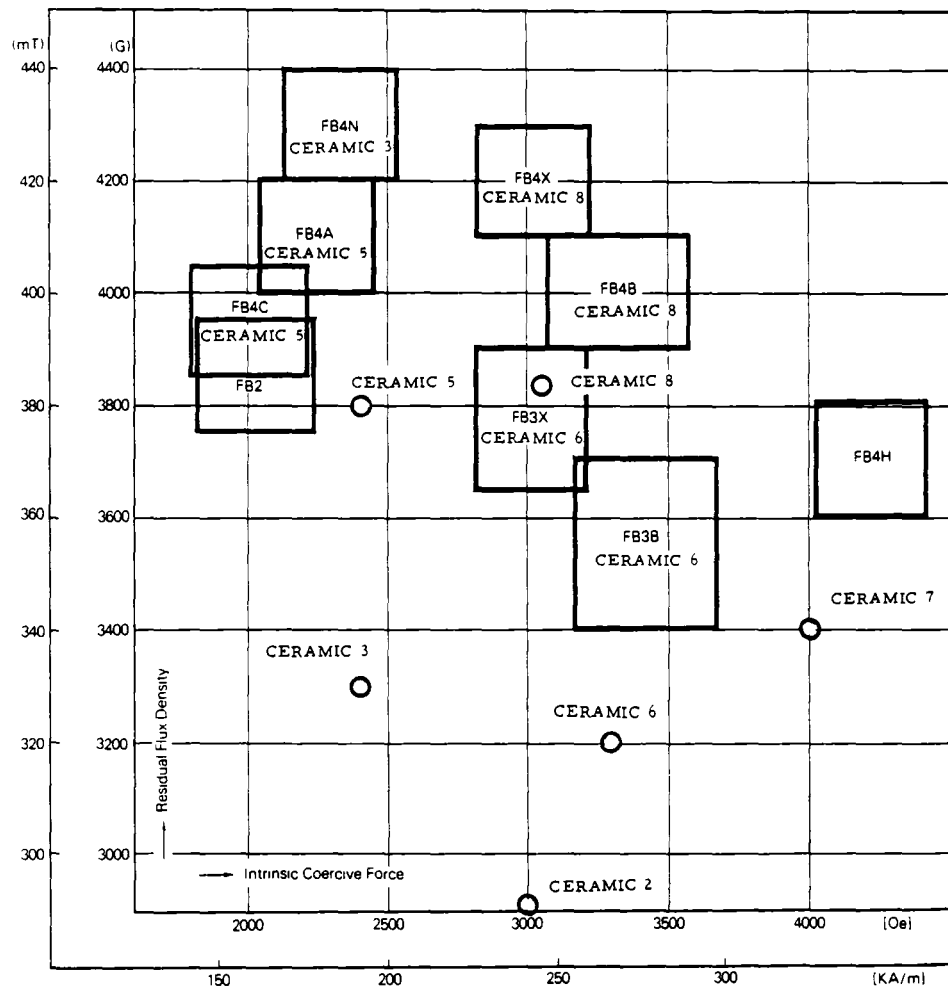 (mT) (G)
440 4400
FB4N
CERAMIC 3
FB4X
CERAMIC 8
420 4200
FB4A
CERAMIC 5
FB4B
CERAMIC 8
400 4000
FB4C
CERAMIC 5
FB2
CERAMIC 5
CERAMIC 8
380 3800
FB3X
CERAMIC 6
FB4H
360 3600
FB3B
CERAMIC 6
CERAMIC 7
340 3400
CERAMIC 3
CERAMIC 6
320 3200
Residual Flux Density
300 3000
Intrinsic Coercive Force
CERAMIC 2
2000 2500 3000 3500 4000 [Oe]
150 200 250 300 [KA/m]